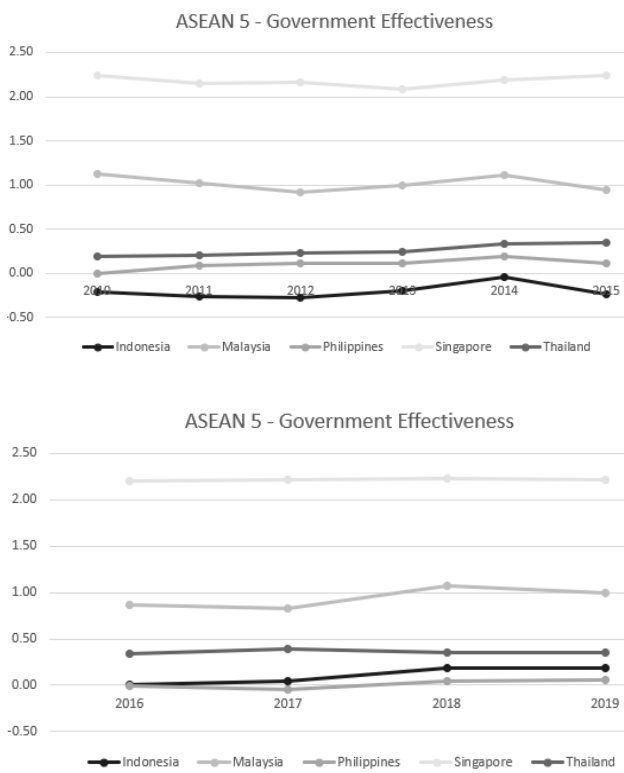 ASEAN 5 - Government Effectiveness
2.50
2.00
1.50
1.00
0.50
0.00
2010 2011 2012 2013 2014 2015
-0.50
Indonesia Malaysia Philippines Singapore Thailand
ASEAN 5 - Government Effectiveness
2.50
2.00
1.50
1.00
0.50
0.00
2016 2017 2018 2019
-0.50
Indonesia Malaysia Philippines Singapore Thailand